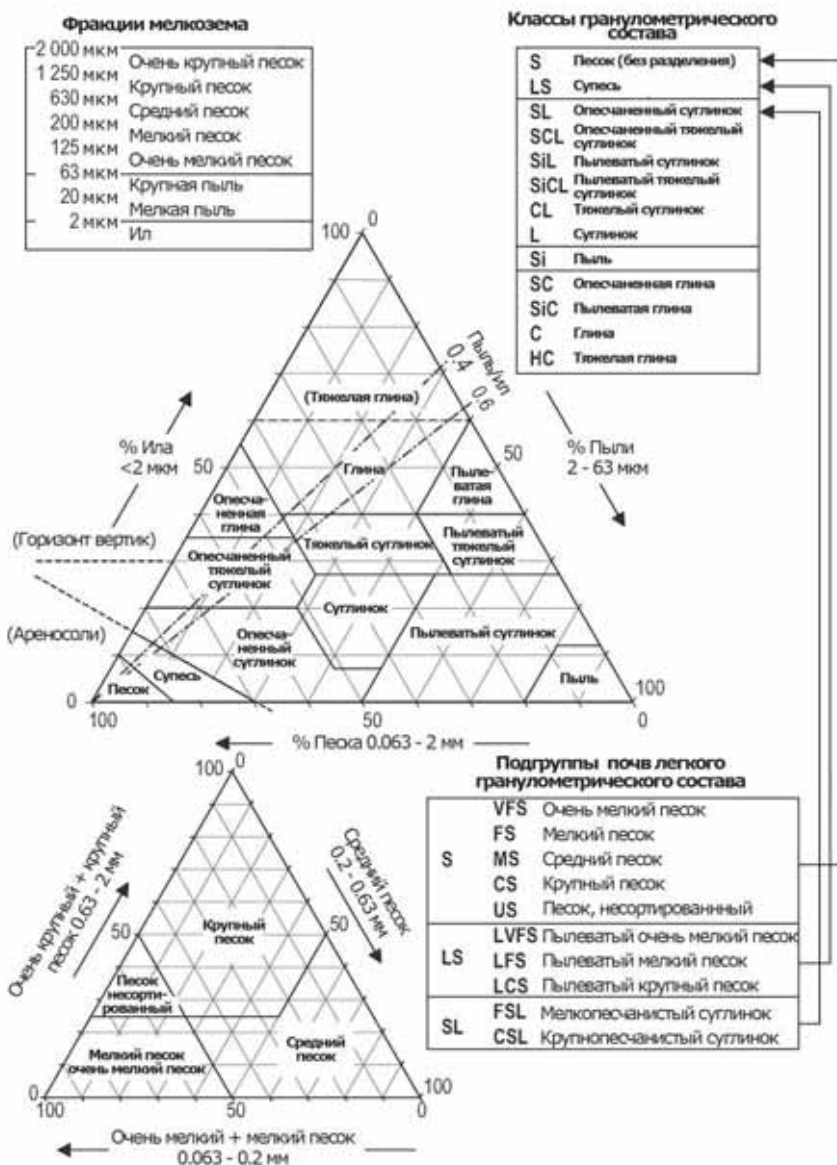 Фракции мелкозема
2 000 мкм
Очень крупный песок
1 250 мкм
Крупный песок
630 мкм
Средний песок
200 мкм
Мелкий песок
125 мкм
Очень мелкий песок
63 мкм
Крупная пыль
20 мкм
Мелкая пыль
2 мкм
Ил
Классы гранулометрического
состава
S Песок (без разделения)
LS Супесь
SL Опесчаненный суглинок
SCL Опесчаненный тяжелый
суглинок
SiL Пылеватый суглинок
SiCL Пылеватый тяжелый
суглинок
CL Тяжелый суглинок
L Суглинок
Si Пыль
SC Опесчаненная глина
SiC Пылеватая глина
C Глина
HC Тяжелая глина
100
0
Пыль/ил
0.4
0.6
(Тяжелая глина)
% Ила
<2 мкм
% Пыли
2 - 63 мкм
50
Глина
50
Пыле-
ватая
глина
Опесча-
ненная
глина
(Горизонт вертик)
Тяжелый суглинок
Пылеватый
тяжелый
суглинок
Опесчаненный
тяжелый
суглинок
Суглинок
(Ареносоли)
Опесча-
ненный
суглинок
Пылеватый суглинок
Супесь
Песок
Пыль
0
100
100
50
0
% Песка 0.063 - 2 мм
100
0
Очень крупный + крупный
песок 0.63 - 2 мм
Средний песок
0.2 - 0.63 мм
Крупный
песок
50
50
Песок
несорти-
рованный
Мелкий песок
очень мелкий песок
Средний
песок
0
100
100
50
0
Очень мелкий + мелкий песок
0.063 - 0.2 мм
Подгруппы почв легкого
гранулометрического состава
S
VFS Очень мелкий песок
FS Мелкий песок
MS Средний песок
CS Крупный песок
US Песок, несортированнный
LS
LVFS Пылеватый очень мелкий песок
LFS Пылеватый мелкий песок
LCS Пылеватый крупный песок
SL
FSL Мелкопесчанистый суглинок
CSL Крупнопесчанистый суглинок